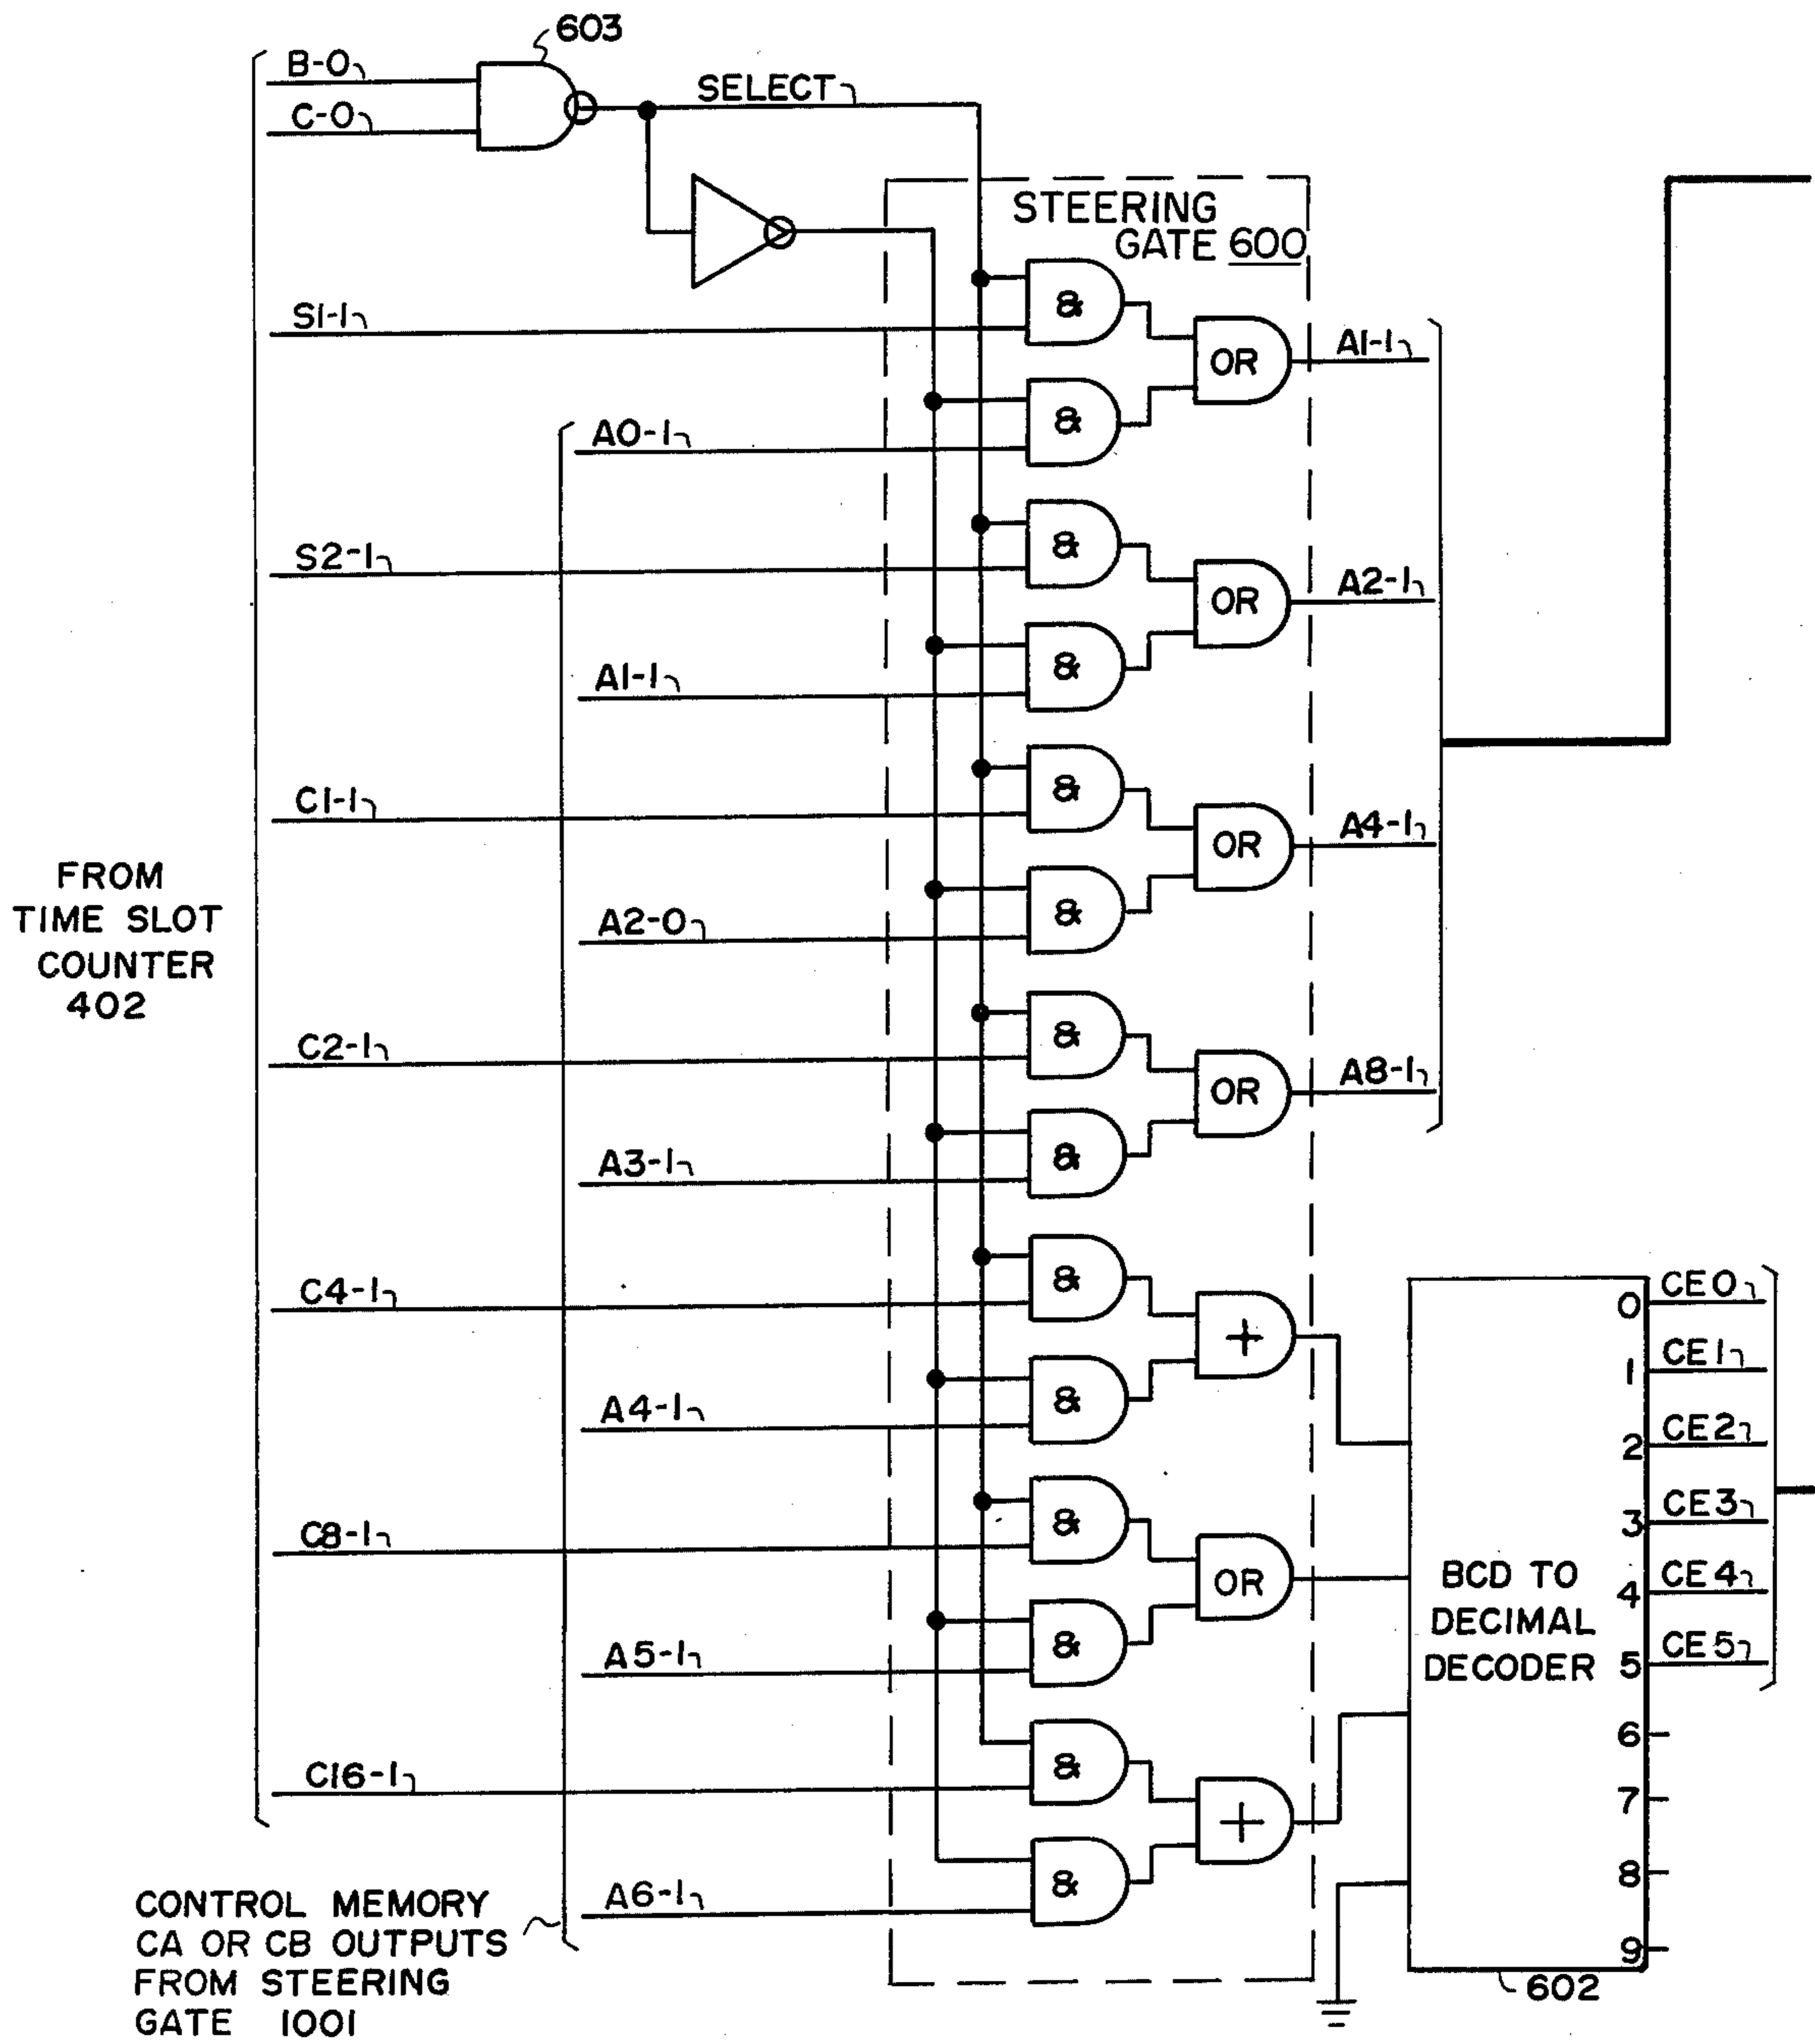 603
B-0
C-0
SELECT
STEERING
GATE 600
S1-1
&
OR
A1-1
&
A0-1
S2-1
&
OR
A2-1
&
A1-1
C1-1
&
OR
A4-1
&
A2-0
FROM
TIME SLOT
COUNTER
402
C2-1
&
OR
A8-1
&
A3-1
C4-1
&
+
&
A4-1
C8-1
&
OR
&
A5-1
C16-1
&
+
&
A6-1
0 CE0
1 CE1
2 CE2
3 CE3
4 CE4
5 CE5
6
7
8
9
BCD TO
DECIMAL
DECODER
602
CONTROL MEMORY
CA OR CB OUTPUTS
FROM STEERING
GATE 1001